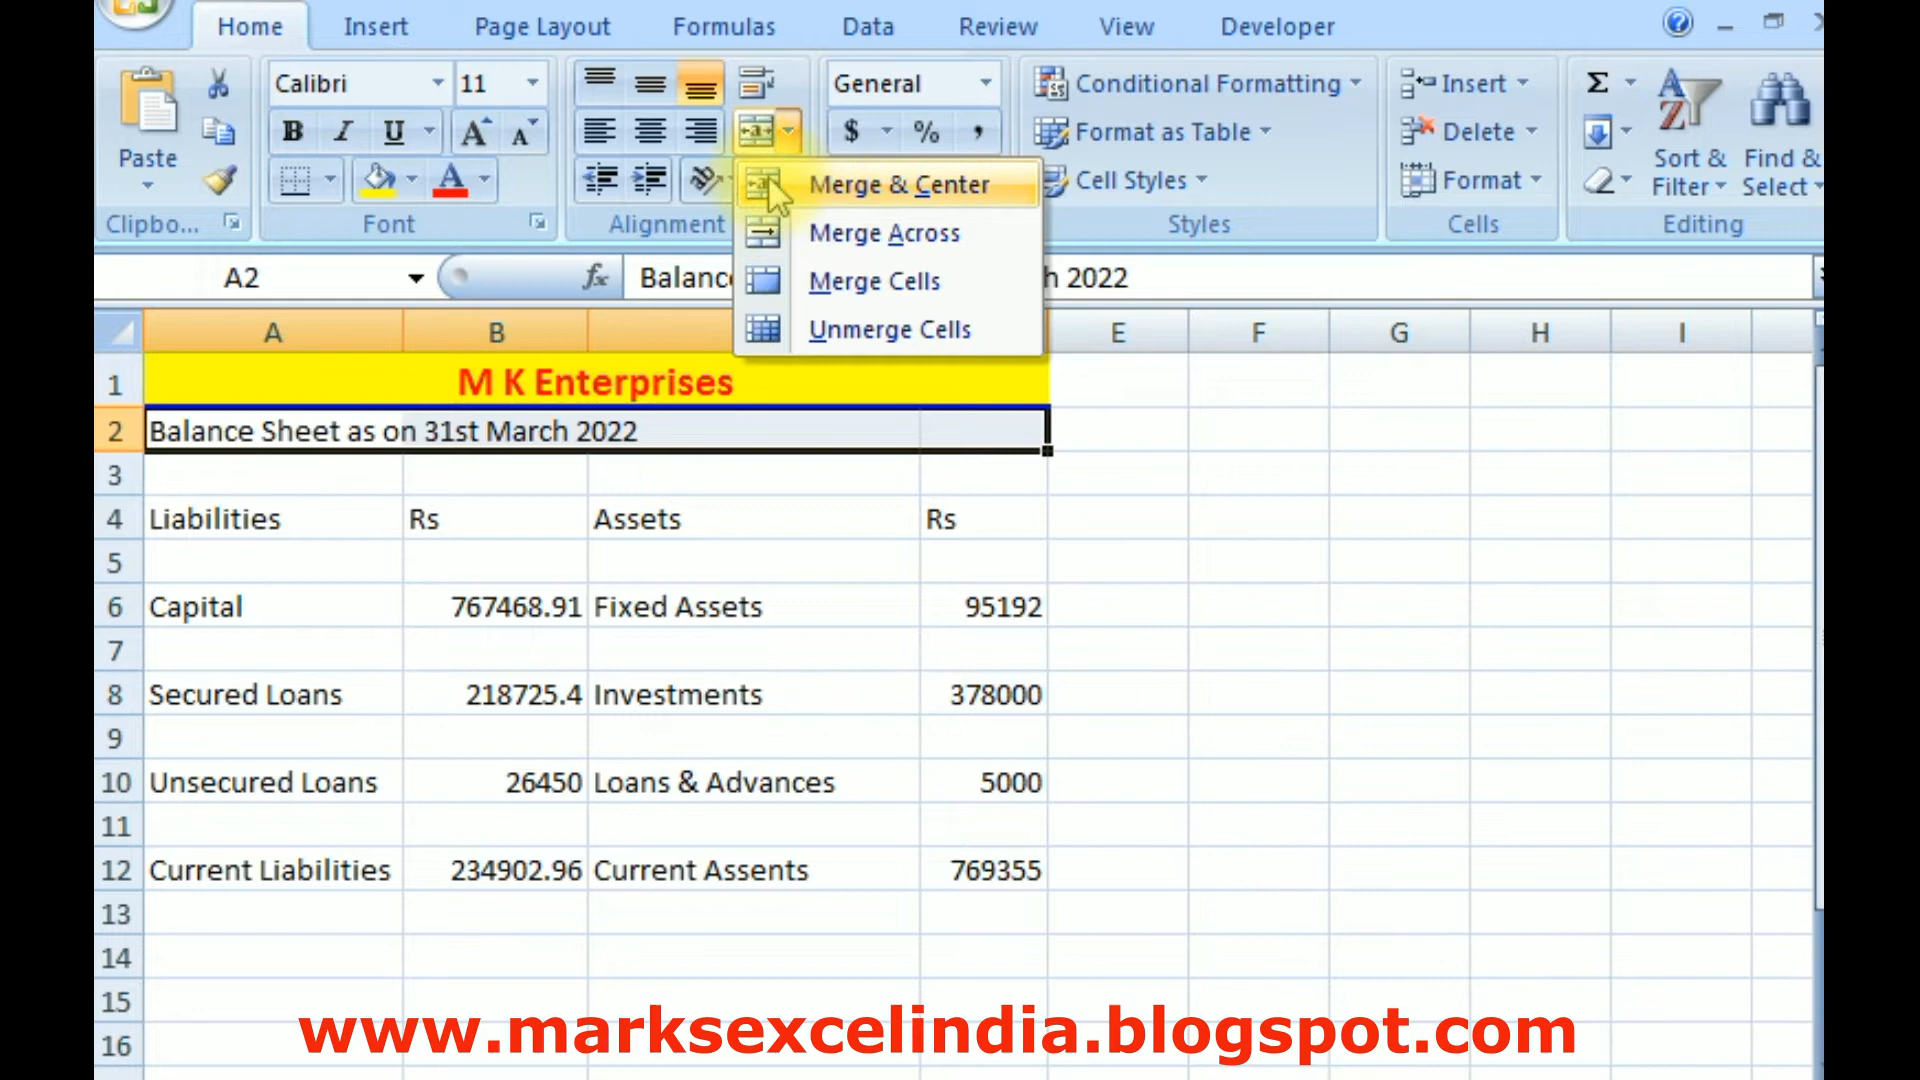 Home Insert Page Layout Formulas Data Review View Developer
Calibri 11 General Conditional Formatting Insert Σ
Paste B I U A A $ % , Format as Table Delete Sort & Filter Find & Select
A Cell Styles Format
Clipbo... Font Alignment Styles Cells Editing
Merge & Center
Merge Across
Merge Cells
Unmerge Cells
A2 fx Balanc h 2022
A B E F G H I
1 M K Enterprises
2 Balance Sheet as on 31st March 2022
3
4 Liabilities Rs Assets Rs
5
6 Capital 767468.91 Fixed Assets 95192
7
8 Secured Loans 218725.4 Investments 378000
9
10 Unsecured Loans 26450 Loans & Advances 5000
11
12 Current Liabilities 234902.96 Current Assents 769355
13
14
15
16
www.marksexcelindia.blogspot.com